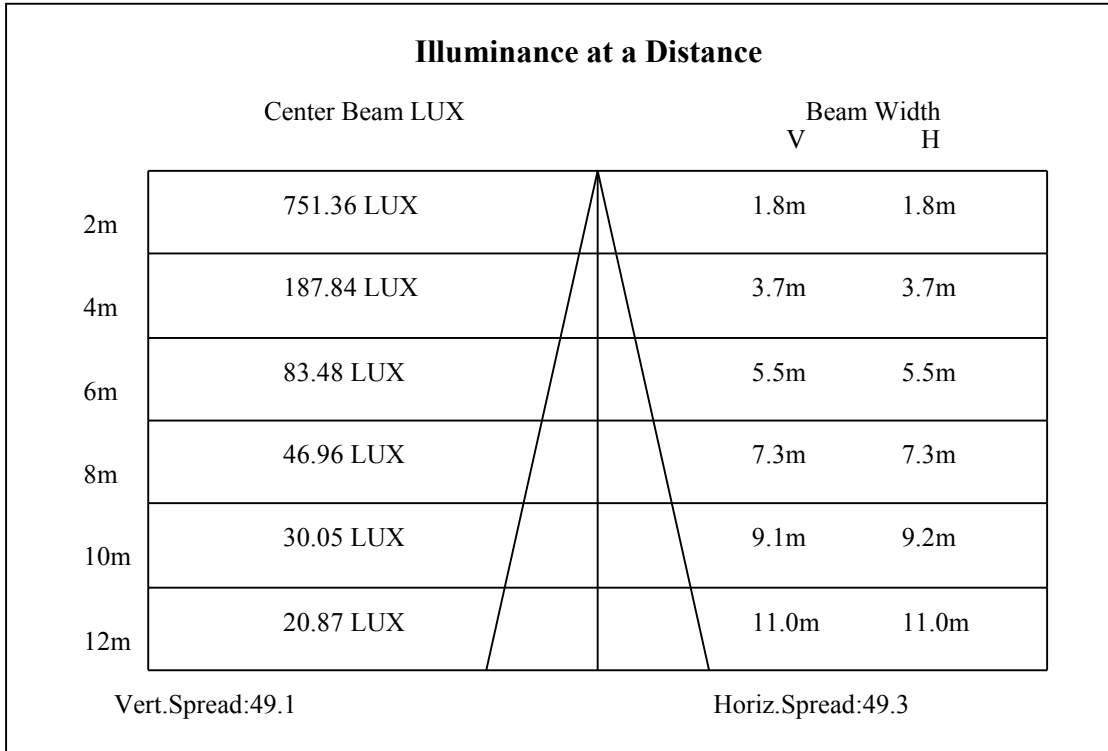 Illuminance at a Distance
Center Beam LUX Beam Width
V H
2m 751.36 LUX 1.8m 1.8m
4m 187.84 LUX 3.7m 3.7m
6m 83.48 LUX 5.5m 5.5m
8m 46.96 LUX 7.3m 7.3m
10m 30.05 LUX 9.1m 9.2m
12m 20.87 LUX 11.0m 11.0m
Vert.Spread:49.1 Horiz.Spread:49.3